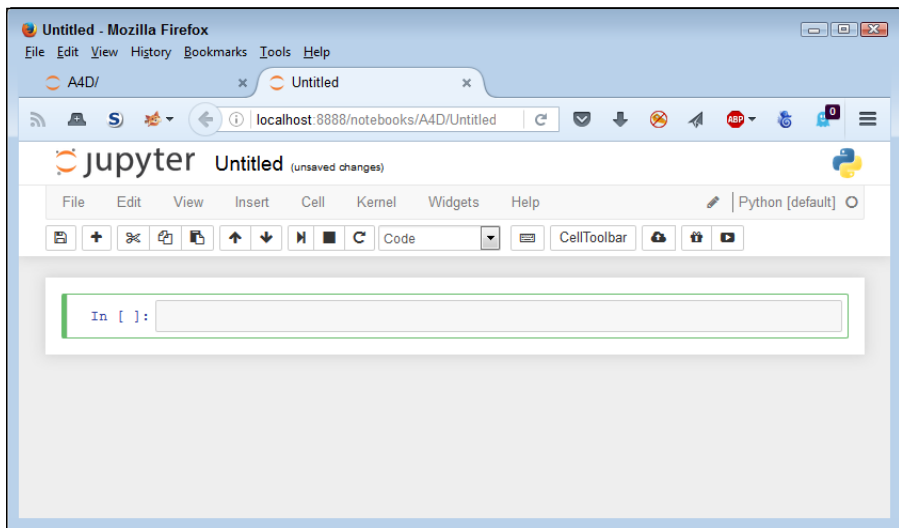 Untitled - Mozilla Firefox
File Edit View History Bookmarks Tools Help
A4D/ Untitled
S) localhost:8888/notebooks/A4D/Untitled ABP 0
jupyter Untitled (unsaved changes)
File Edit View Insert Cell Kernel Widgets Help Python [default]
Code CellToolbar
In [ ]: